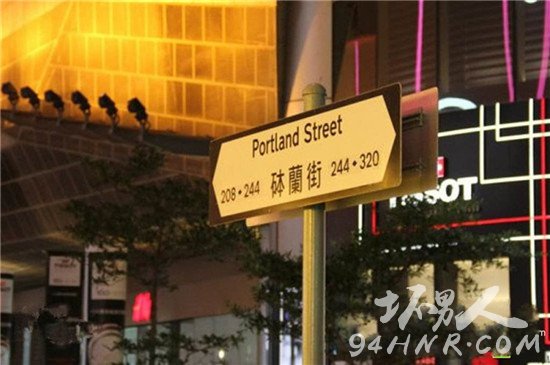 Portland Street
208•244 砵蘭街 244•320
TISSOT
坏男人
94HNR.COM